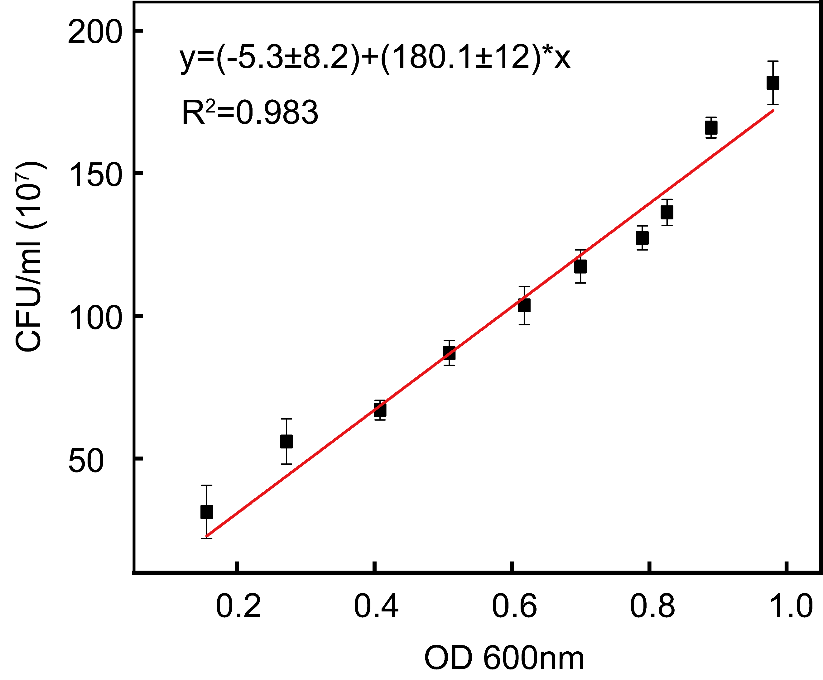 y=(-5.3±8.2)+(180.1±12)*x
R²=0.983
CFU/ml (10⁷)
200
150
100
50
0.2 0.4 0.6 0.8 1.0
OD 600nm